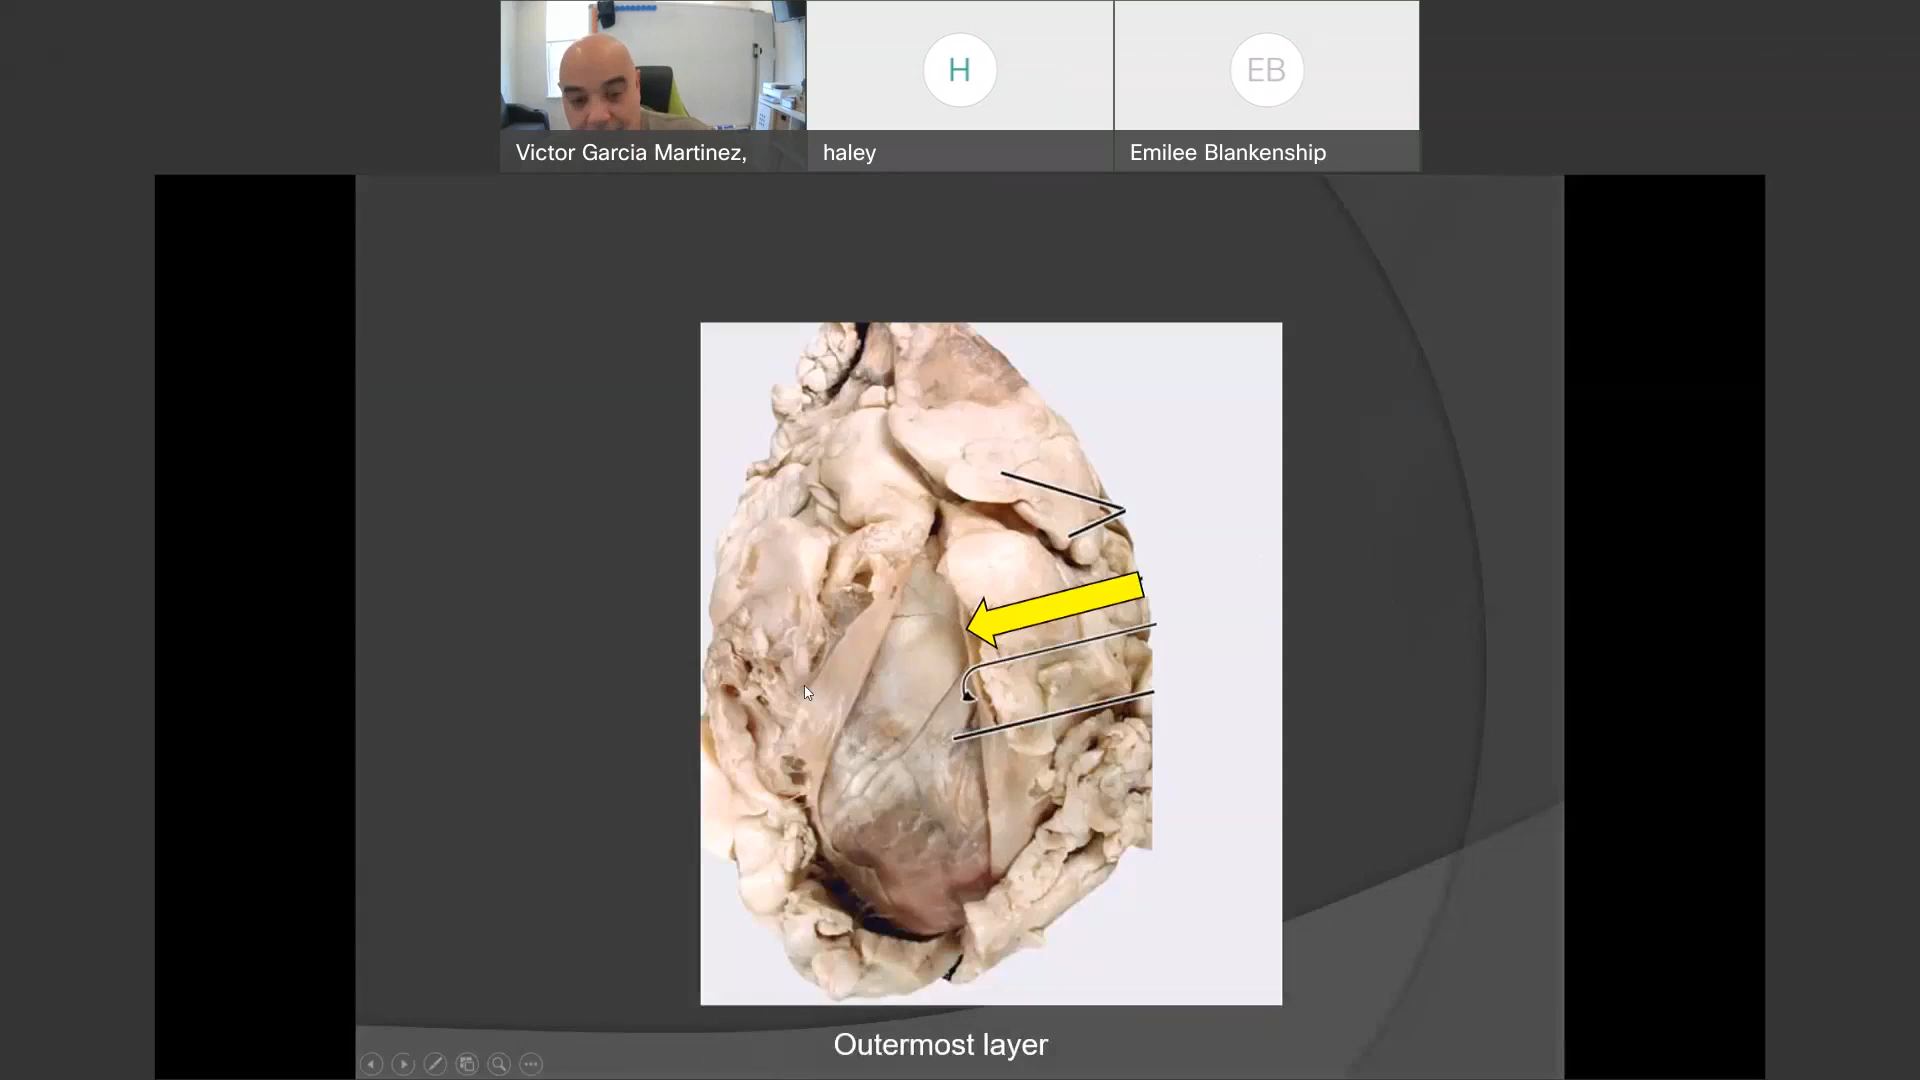 H
EB
Victor Garcia Martinez,
haley
Emilee Blankenship
Outermost layer